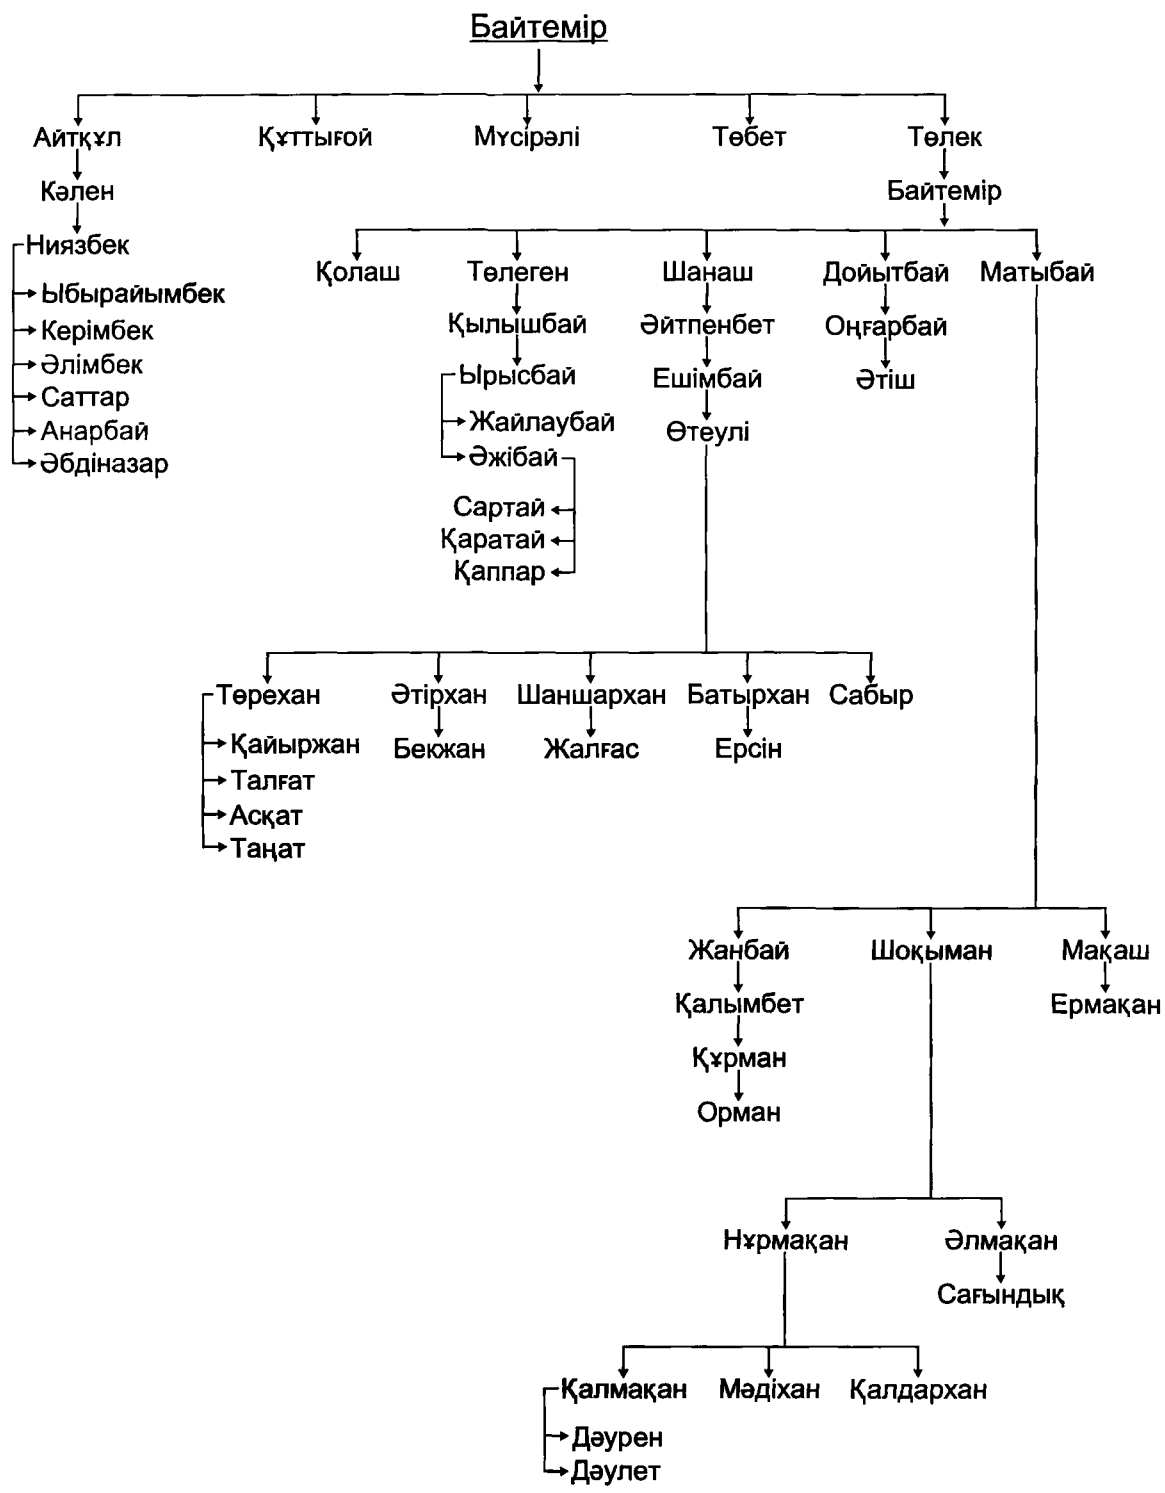 Байтемір
Айтқұл Құттығой Мүсірәлі Төбет Төлек
Кәлен Байтемір
Ниязбек
Қолаш Төлеген Шанаш Дойытбай Матыбай
Ыбырайымбек
Керімбек
Әлімбек
Саттар
Анарбай
Әбдіназар
Қылышбай Әйтпенбет Оңғарбай
Ырысбай Ешімбай Әтіш
Жайлаубай Өтеулі
Әжібай
Сартай
Қаратай
Қаппар
Төрехан Әтірхан Шаншархан Батырхан Сабыр
Қайыржан Бекжан Жалғас Ерсін
Талғат
Асқат
Таңат
Жанбай Шоқыман Мақаш
Қалымбет Ермақан
Құрман
Орман
Нұрмақан Әлмақан
Сағындық
Қалмақан Мәдіхан Қалдархан
Дәурен
Дәулет